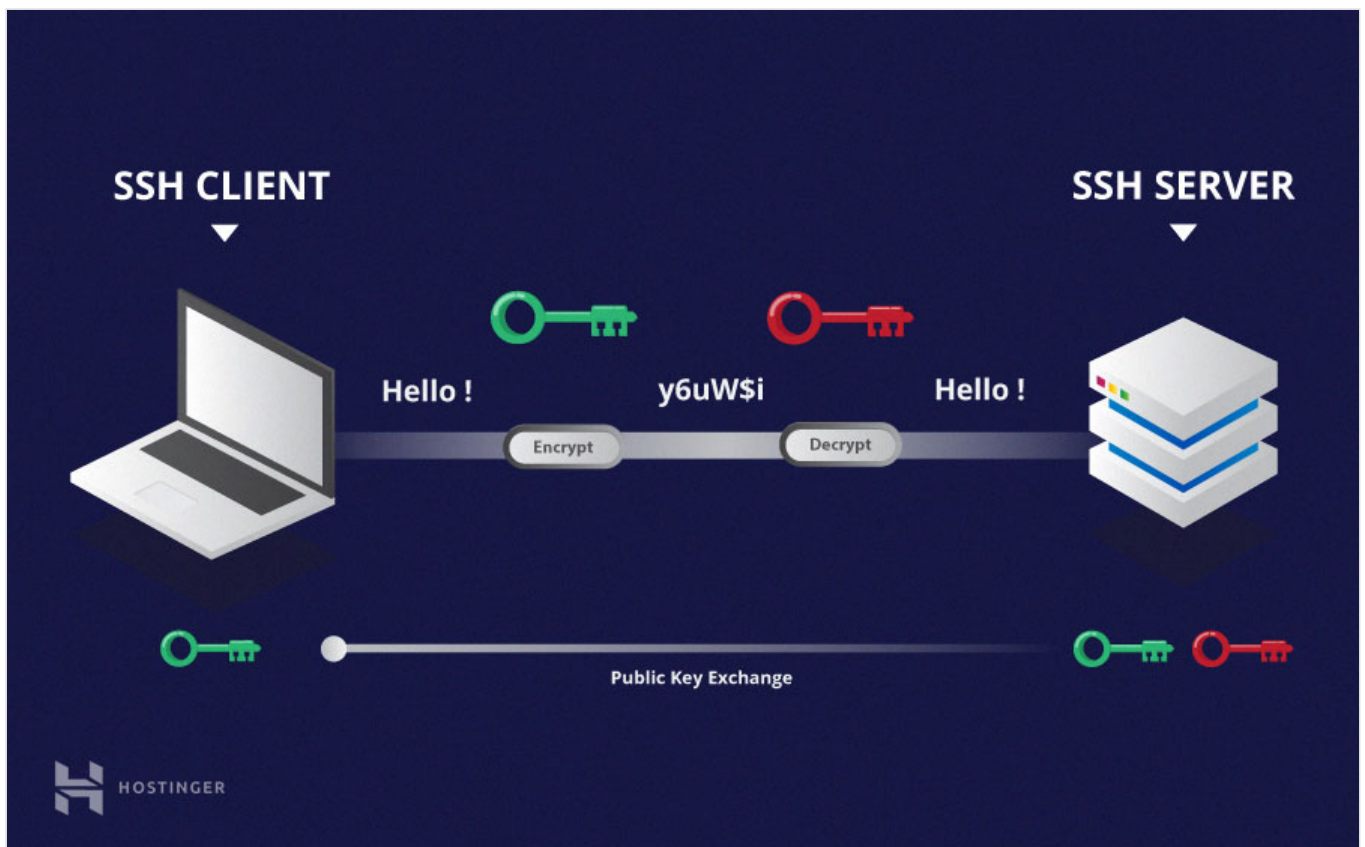 SSH CLIENT
SSH SERVER
Hello !
y6uW$i
Hello !
Encrypt
Decrypt
Public Key Exchange
HOSTINGER